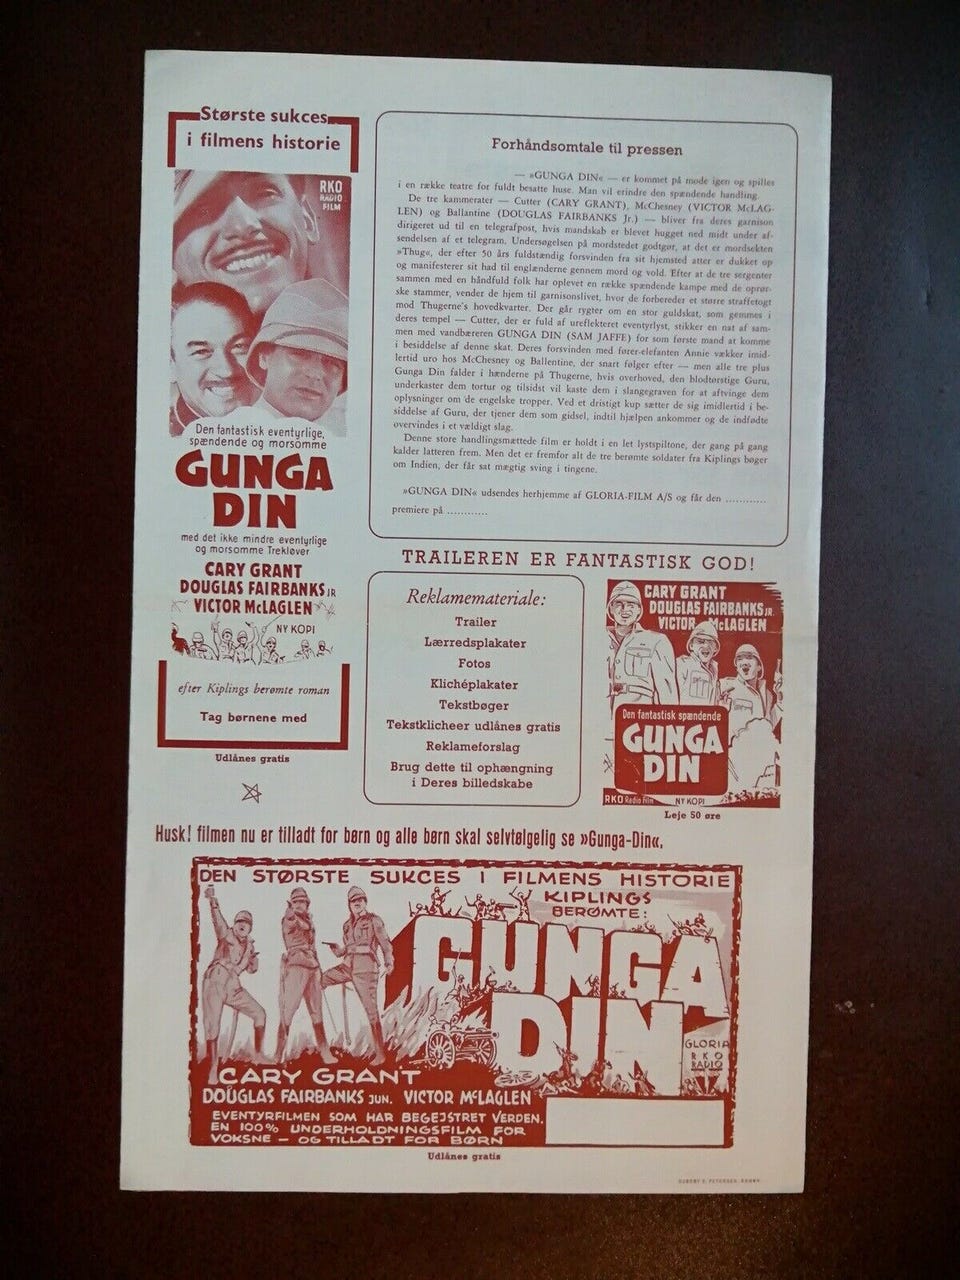 Største sukces
i filmens historie
RKO
RADIO
FILM
Den fantastisk eventyrlige,
spændende og morsomme
GUNGA
DIN
med det ikke mindre eventyrlige
og morsomme Trekløver
CARY GRANT
DOUGLAS FAIRBANKS JR
VICTOR McLAGLEN
NY KOPI
efter Kiplings berømte roman
Tag børnene med
Udlånes gratis
Forhåndsomtale til pressen
— »GUNGA DIN« — er kommet på mode igen og spilles
i en række teatre for fuldt besatte huse. Man vil erindre den spændende handling.
De tre kammerater — Cutter (CARY GRANT), McChesney (VICTOR McLAG-
LEN) og Ballantine (DOUGLAS FAIRBANKS Jr.) — bliver fra deres garnison
dirigeret ud til en telegrafpost, hvis mandskab er blevet hugget ned midt under af-
sendelsen af et telegram. Undersøgelsen på mordstedet godtgør, at det er mordsekten
»Thug«, der efter 50 års fuldstændig forsvinden fra sit hjemsted atter er dukket op
og manifesterer sit had til englænderne gennem mord og vold. Efter at de tre sergenter
sammen med en håndfuld folk har oplevet en række spændende kampe med de oprør-
ske stammer, vender de hjem til garnisonslivet, hvor de forbereder et større straffetogt
mod Thugerne's hovedkvarter. Der går rygter om en stor guldskat, som gemmes i
deres tempel — Cutter, der er fuld af ureflekteret eventyrlyst, stikker en nat af sam-
men med vandbæreren GUNGA DIN (SAM JAFFE) for som første mand at komme
i besiddelse af denne skat. Deres forsvinden med fører-elefanten Annie vækker imid-
lertid uro hos McChesney og Ballentine, der snart følger efter — men alle tre plus
Gunga Din falder i hænderne på Thugerne, hvis overhoved, den blodtørstige Guru,
underkaster dem tortur og tilsidst vil kaste dem i slangegraven for at aftvinge dem
oplysninger om de engelske tropper. Ved et dristigt kup sætter de sig imidlertid i be-
siddelse af Guru, der tjener dem som gidsel, indtil hjælpen ankommer og de indfødte
overvindes i et vældigt slag.
Denne store handlingsmættede film er holdt i en let lystspiltone, der gang på gang
kalder latteren frem. Men det er fremfor alt de tre berømte soldater fra Kiplings bøger
om Indien, der får sat mægtig sving i tingene.
»GUNGA DIN« udsendes herhjemme af GLORIA-FILM A/S og får den ............
premiere på ............
TRAILEREN ER FANTASTISK GOD!
Reklamemateriale:
Trailer
Lærredsplakater
Fotos
Klichéplakater
Tekstbøger
Tekstklicheer udlånes gratis
Reklameforslag
Brug dette til ophængning
i Deres billedskabe
CARY GRANT
DOUGLAS FAIRBANKS JR.
VICTOR McLAGLEN
Den fantastisk spændende
GUNGA
DIN
RKO Radio Film NY KOPI
Leje 50 øre
Husk! filmen nu er tilladt for børn og alle børn skal selvtølgelig se »Gunga-Din«.
DEN STØRSTE SUKCES I FILMENS HISTORIE
KIPLINGS
BERØMTE:
GUNGA
DIN
GLORIA
RKO
RADIO
CARY GRANT
DOUGLAS FAIRBANKS JUN. VICTOR McLAGLEN
EVENTYRFILMEN SOM HAR BEGEJSTRET VERDEN.
EN 100% UNDERHOLDNINGSFILM FOR
VOKSNE — OG TILLADT FOR BØRN
Udlånes gratis